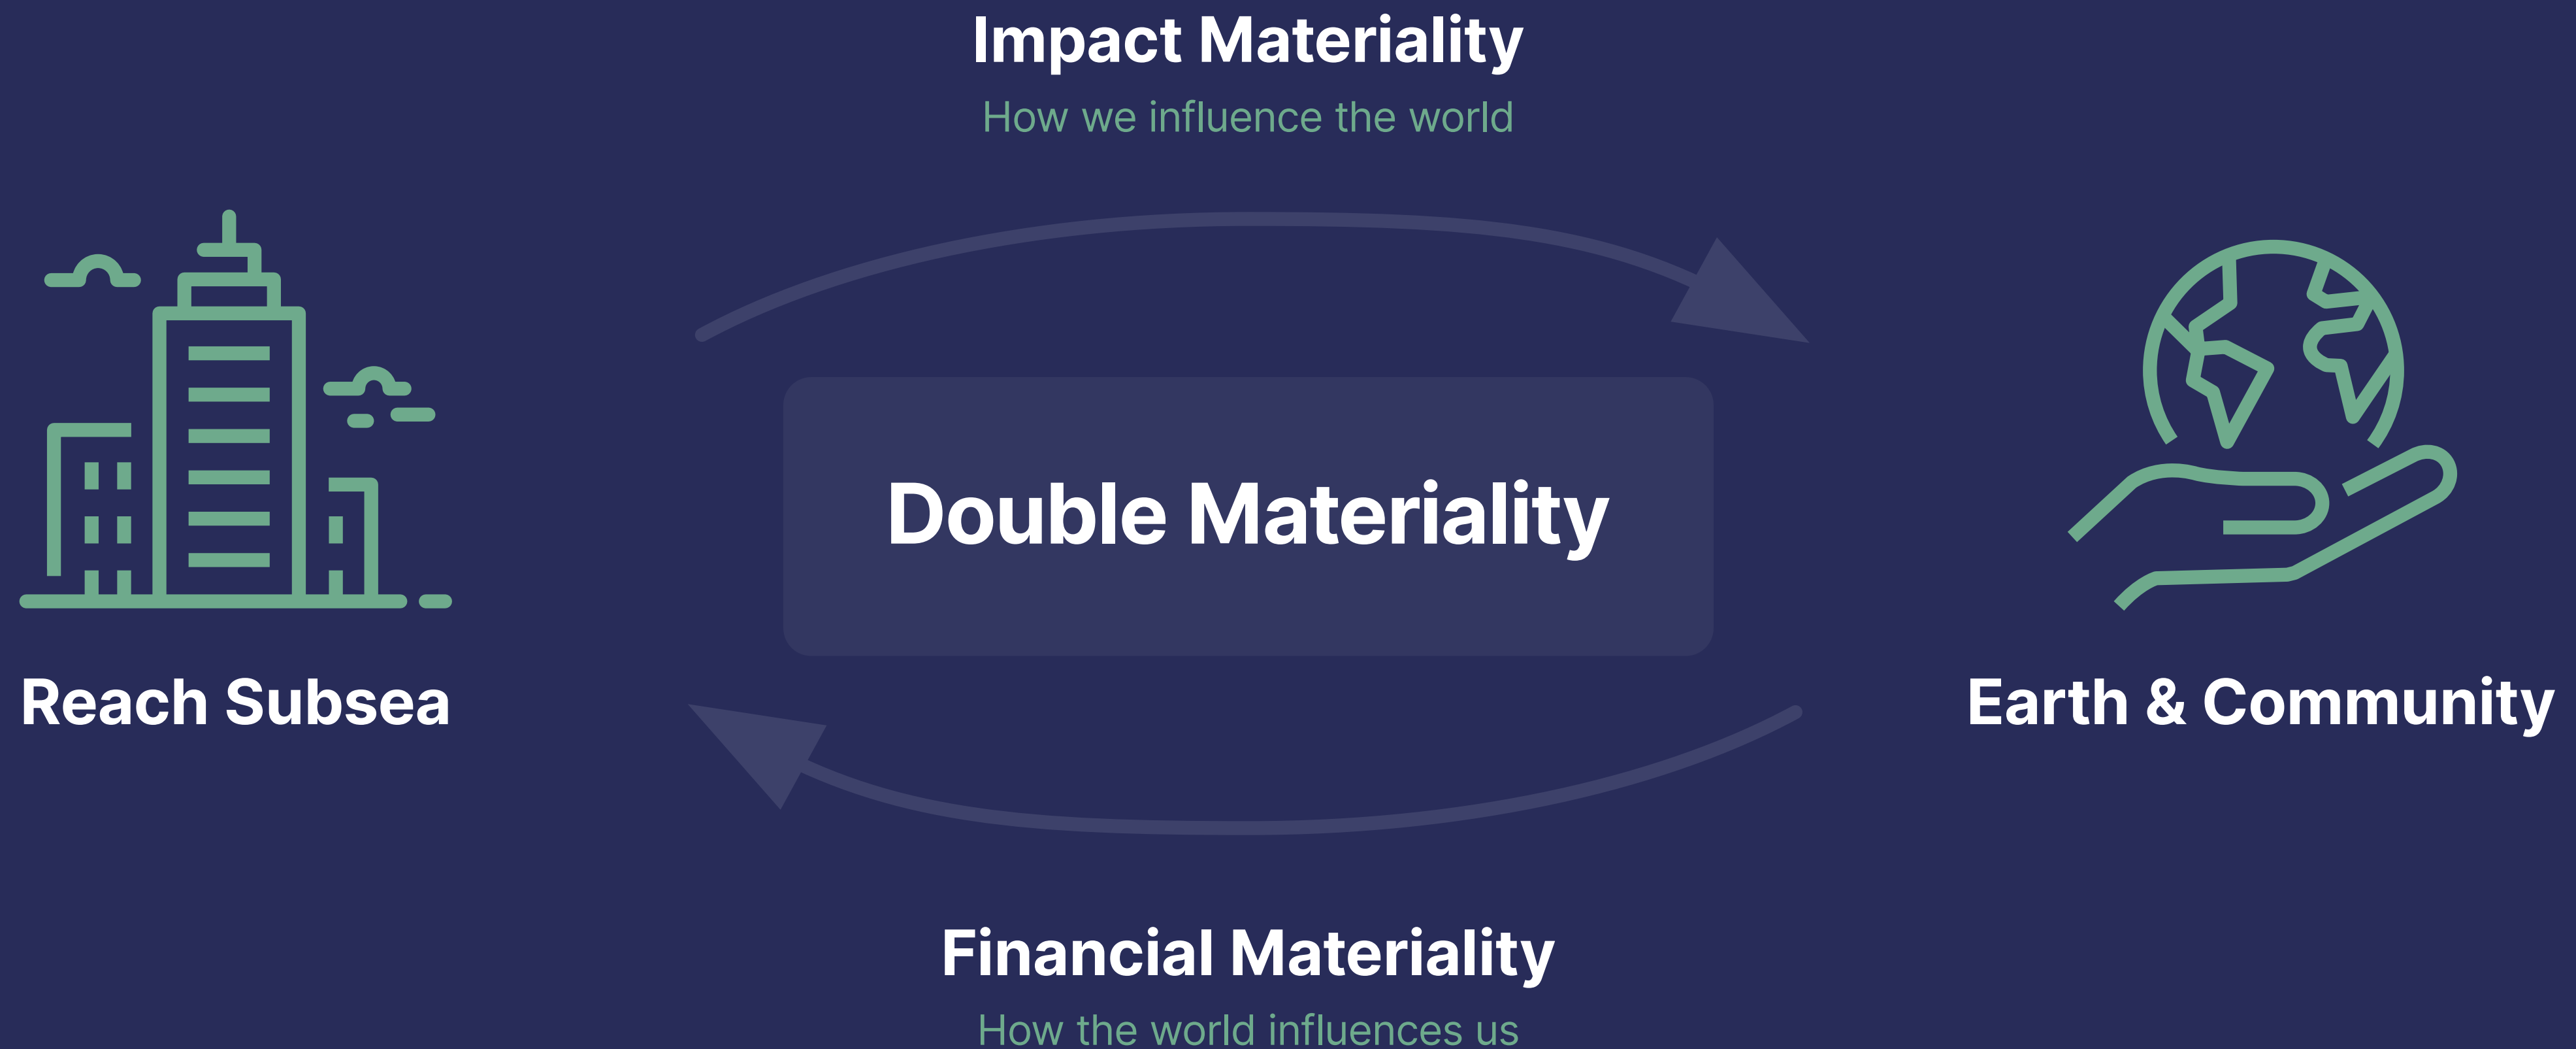 Impact Materiality
How we influence the world
Double Materiality
Reach Subsea
Earth & Community
Financial Materiality
How the world influences us